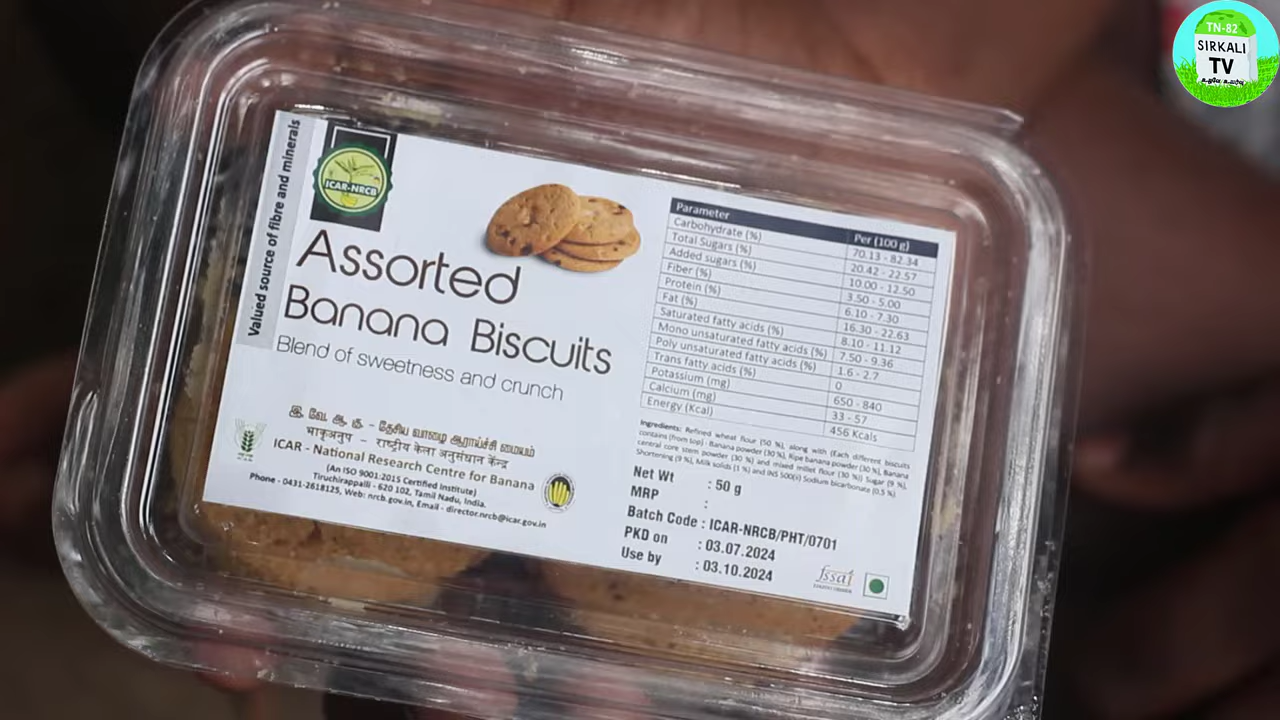 TN-82
SIRKALI
TV
Valued source of fibre and minerals
ICAR-NRCB
Assorted
Banana Biscuits
Blend of sweetness and crunch
இ. வே. ஆ. கு - தேசிய வாழை ஆராய்ச்சி மையம்
भाकृअनुप - राष्ट्रीय केला अनुसंधान केंद्र
ICAR - National Research Centre for Banana
(An ISO 9001:2015 Certified Institute)
Tiruchirappalli - 620 102, Tamil Nadu, India.
Phone - 0431-2618125, Web: nrcb.gov.in, Email - director.nrcb@icar.gov.in
Parameter Per (100 g)
Carbohydrate (%) 70.13 - 82.34
Total Sugars (%) 20.42 - 22.57
Added sugars (%) 10.00 - 12.50
Fiber (%) 3.50 - 5.00
Protein (%) 6.10 - 7.30
Fat (%) 16.30 - 22.63
Saturated fatty acids (%) 8.10 - 11.12
Mono unsaturated fatty acids (%) 7.50 - 9.36
Poly unsaturated fatty acids (%) 1.6 - 2.7
Trans fatty acids (%) 0
Potassium (mg) 650 - 840
Calcium (mg) 33 - 57
Energy (Kcal) 456 Kcals
Ingredients: Refined wheat flour (50 %), along with (Each different biscuits
contains (from top) - Banana powder (30 %), Ripe banana powder (30 %), Banana
central core stem powder (30 %) and mixed millet flour (30 %)) Sugar (9 %),
Shortening (9 %), Milk solids (1 %) and INS 500(ii) Sodium bicarbonate (0.5 %)
Net Wt : 50 g
MRP :
Batch Code : ICAR-NRCB/PHT/0701
PKD on : 03.07.2024
Use by : 03.10.2024
fssai